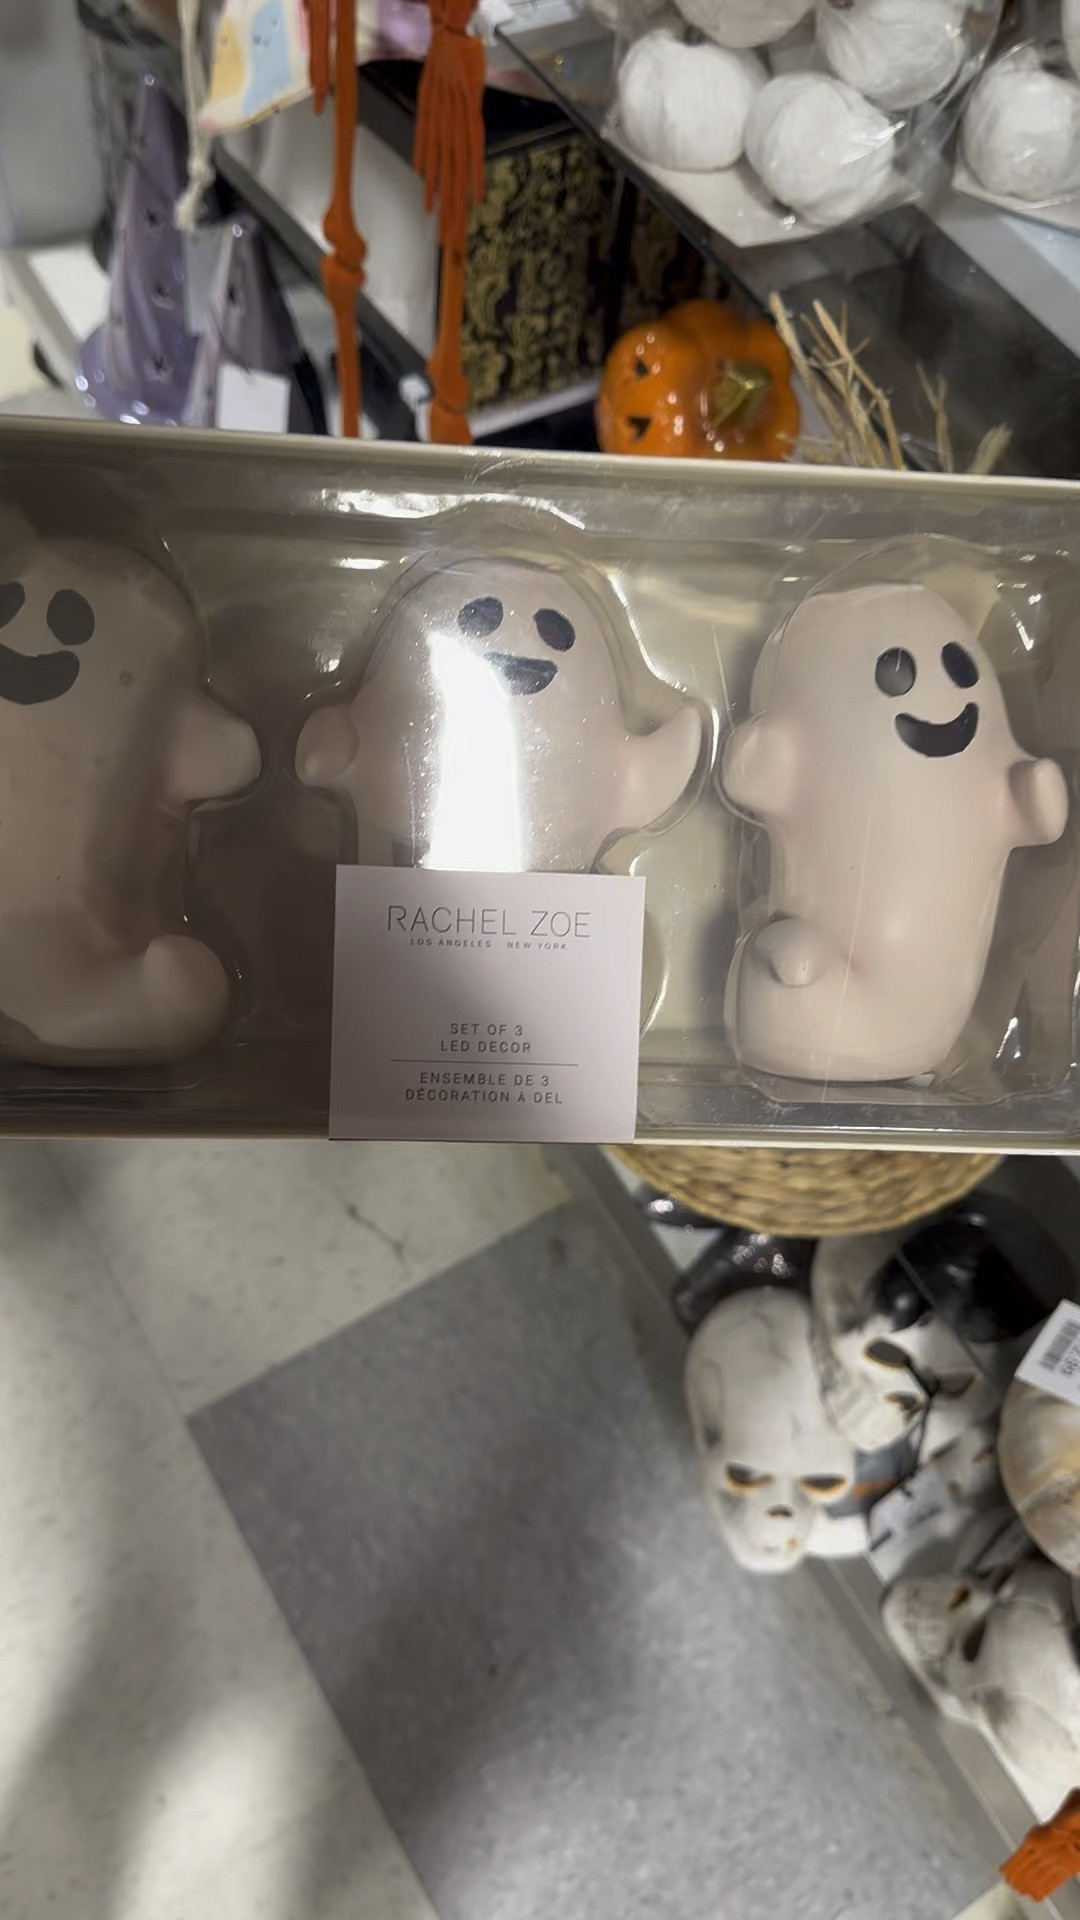 RACHEL ZOE
LOS ANGELES NEW YORK
SET OF 3
LED DECOR
ENSEMBLE DE 3
DÉCORATION À DEL